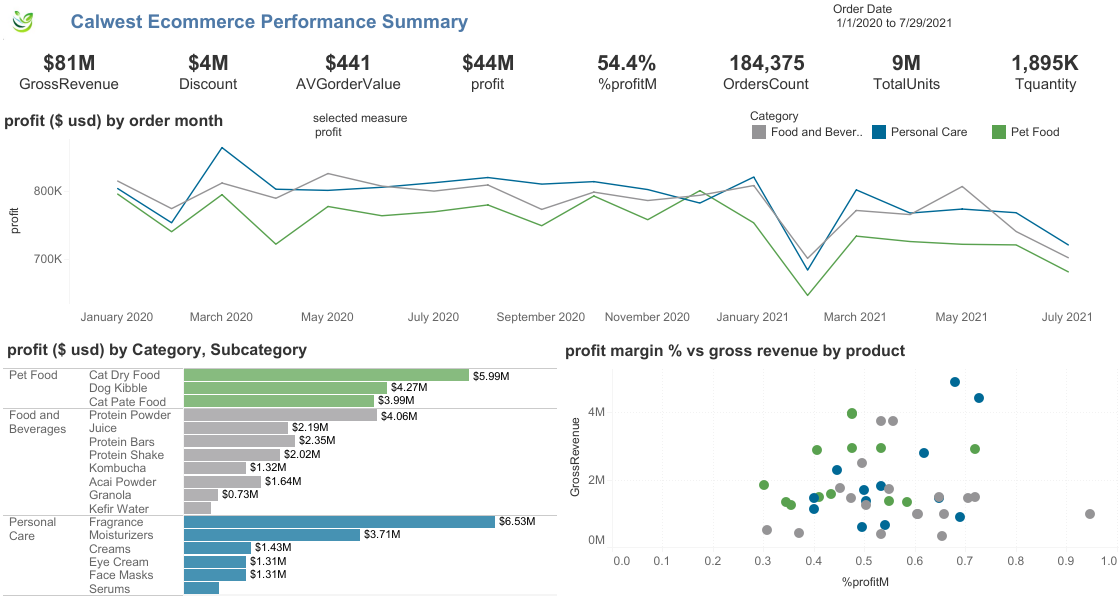 Calwest Ecommerce Performance Summary
Order Date
1/1/2020 to 7/29/2021
$81M
GrossRevenue
$4M
Discount
$441
AVGorderValue
$44M
profit
54.4%
%profitM
184,375
OrdersCount
9M
TotalUnits
1,895K
Tquantity
profit ($ usd) by order month
selected measure
profit
Category
Food and Bever..
Personal Care
Pet Food
profit
800K
700K
January 2020
March 2020
May 2020
July 2020
September 2020
November 2020
January 2021
March 2021
May 2021
July 2021
profit ($ usd) by Category, Subcategory
Pet Food
Cat Dry Food $5.99M
Dog Kibble $4.27M
Cat Pate Food $3.99M
Food and
Beverages
Protein Powder $4.06M
Juice $2.19M
Protein Bars $2.35M
Protein Shake $2.02M
Kombucha $1.32M
Acai Powder $1.64M
Granola $0.73M
Kefir Water
Personal
Care
Fragrance $6.53M
Moisturizers $3.71M
Creams $1.43M
Eye Cream $1.31M
Face Masks $1.31M
Serums
profit margin % vs gross revenue by product
GrossRevenue
4M
2M
0M
0.0
0.1
0.2
0.3
0.4
0.5
0.6
0.7
0.8
0.9
1.0
%profitM